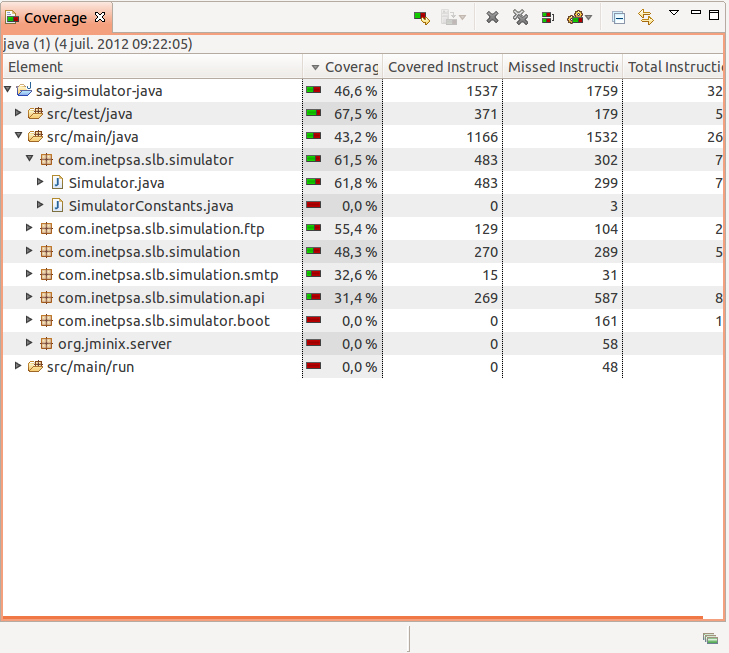 Coverage
java (1) (4 juil. 2012 09:22:05)
Element Coverag Covered Instruct Missed Instructic Total Instructi
saig-simulator-java 46,6 % 1537 1759 32
src/test/java 67,5 % 371 179 5
src/main/java 43,2 % 1166 1532 26
com.inetpsa.slb.simulator 61,5 % 483 302 7
Simulator.java 61,8 % 483 299 7
SimulatorConstants.java 0,0 % 0 3
com.inetpsa.slb.simulation.ftp 55,4 % 129 104 2
com.inetpsa.slb.simulation 48,3 % 270 289 5
com.inetpsa.slb.simulation.smtp 32,6 % 15 31
com.inetpsa.slb.simulation.api 31,4 % 269 587 8
com.inetpsa.slb.simulator.boot 0,0 % 0 161 1
org.jminix.server 0,0 % 0 58
src/main/run 0,0 % 0 48